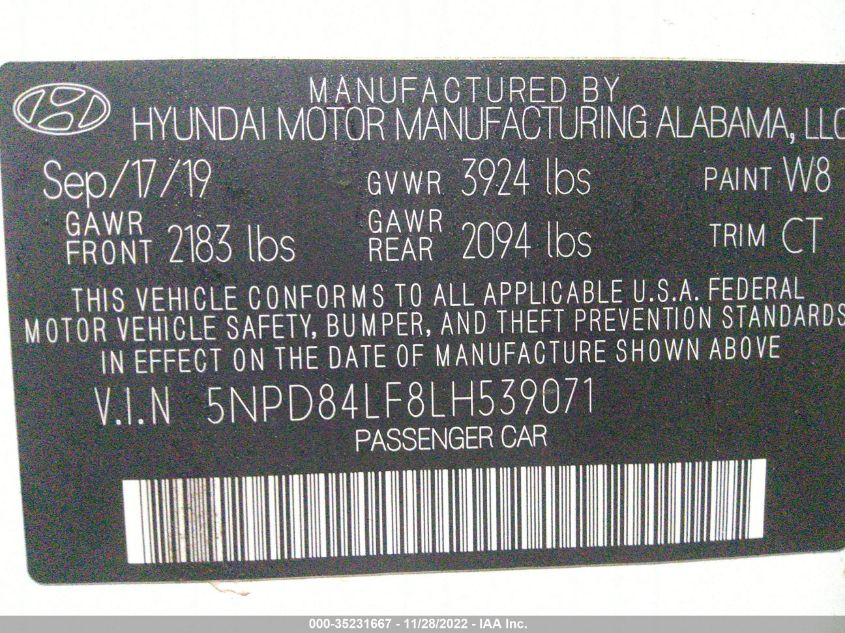 MANUFACTURED BY
HYUNDAI MOTOR MANUFACTURING ALABAMA, LLC
Sep/17/19 GVWR 3924 lbs PAINT W8
GAWR FRONT 2183 lbs GAWR REAR 2094 lbs TRIM CT
THIS VEHICLE CONFORMS TO ALL APPLICABLE U.S.A. FEDERAL
MOTOR VEHICLE SAFETY, BUMPER, AND THEFT PREVENTION STANDARDS
IN EFFECT ON THE DATE OF MANUFACTURE SHOWN ABOVE
V.I.N 5NPD84LF8LH539071
PASSENGER CAR
000-35231667 - 11/28/2022 - IAA Inc.